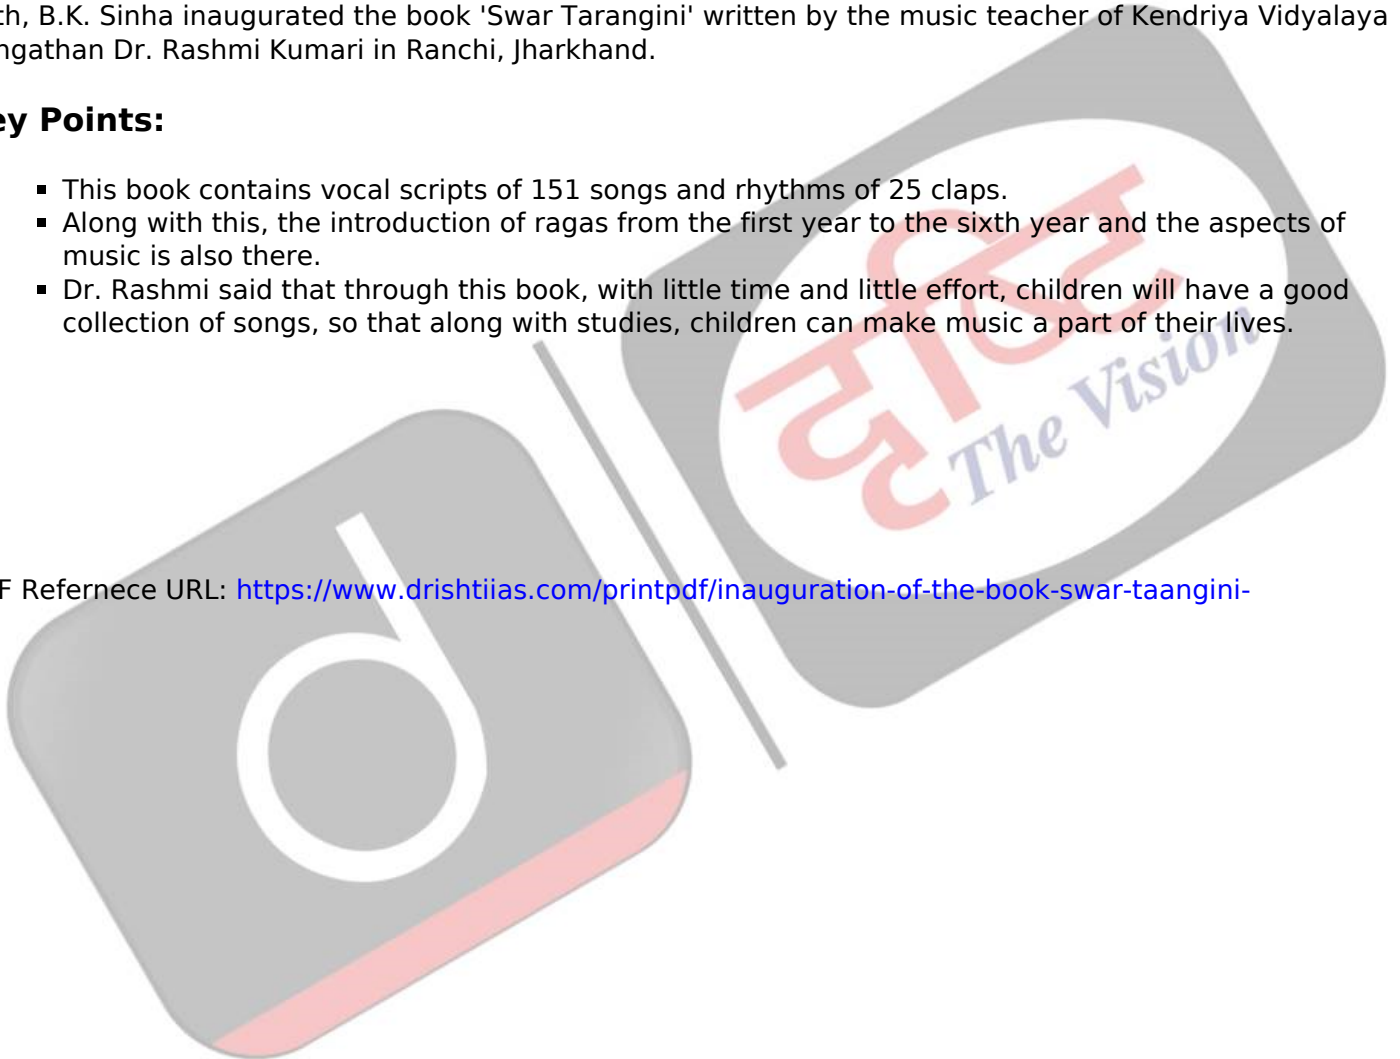 th, B.K. Sinha inaugurated the book 'Swar Tarangini' written by the music teacher of Kendriya Vidyalaya
ngathan Dr. Rashmi Kumari in Ranchi, Jharkhand.
ey Points:
▪ This book contains vocal scripts of 151 songs and rhythms of 25 claps.
▪ Along with this, the introduction of ragas from the first year to the sixth year and the aspects of
music is also there.
▪ Dr. Rashmi said that through this book, with little time and little effort, children will have a good
collection of songs, so that along with studies, children can make music a part of their lives.
दृष्टि
The Vision
d
F Refernece URL: https://www.drishtiias.com/printpdf/inauguration-of-the-book-swar-taangini-